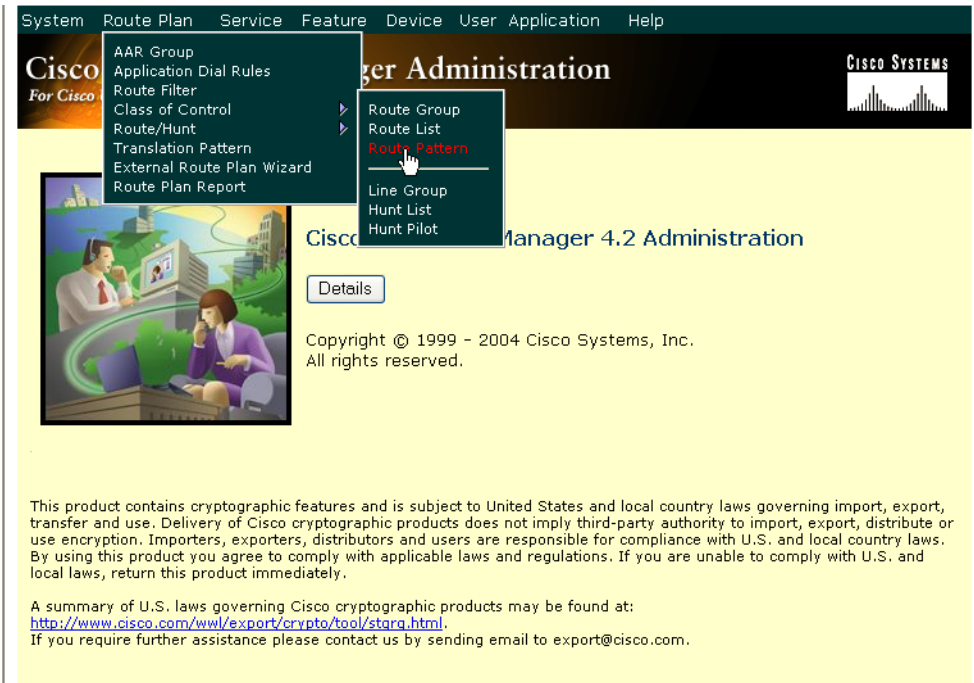 System Route Plan Service Feature Device User Application Help
AAR Group
Application Dial Rules
Route Filter
Class of Control
Route/Hunt
Translation Pattern
External Route Plan Wizard
Route Plan Report
Route Group
Route List
Route Pattern
Line Group
Hunt List
Hunt Pilot
Cisco ger Administration
For Cisco
CISCO SYSTEMS
Cisco Manager 4.2 Administration
Details
Copyright © 1999 - 2004 Cisco Systems, Inc.
All rights reserved.
This product contains cryptographic features and is subject to United States and local country laws governing import, export,
transfer and use. Delivery of Cisco cryptographic products does not imply third-party authority to import, export, distribute or
use encryption. Importers, exporters, distributors and users are responsible for compliance with U.S. and local country laws.
By using this product you agree to comply with applicable laws and regulations. If you are unable to comply with U.S. and
local laws, return this product immediately.
A summary of U.S. laws governing Cisco cryptographic products may be found at:
http://www.cisco.com/wwl/export/crypto/tool/stqrg.html.
If you require further assistance please contact us by sending email to export@cisco.com.